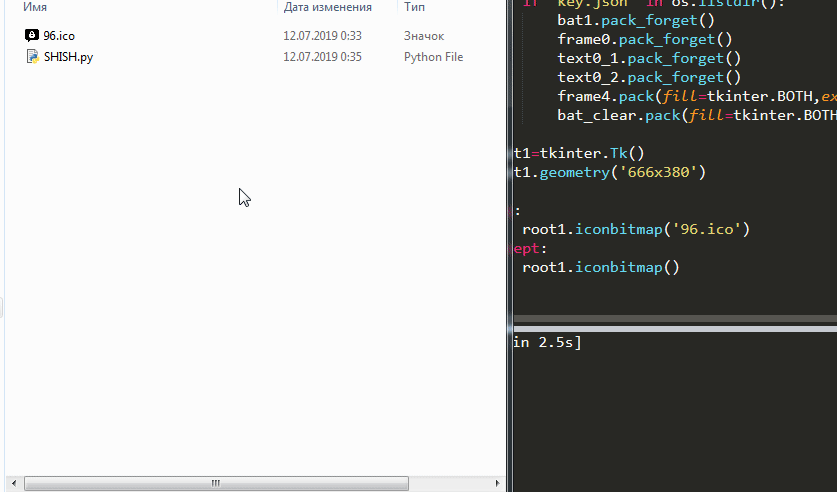 Имя Дата изменения Тип
96.ico 12.07.2019 0:33 Значок
SHISH.py 12.07.2019 0:35 Python File
if "key.json" in os.listdir():
bat1.pack_forget()
frame0.pack_forget()
text0_1.pack_forget()
text0_2.pack_forget()
frame4.pack(fill=tkinter.BOTH,ex
bat_clear.pack(fill=tkinter.BOTH
t1=tkinter.Tk()
t1.geometry('666x380')
:
root1.iconbitmap('96.ico')
ept:
root1.iconbitmap()
in 2.5s]